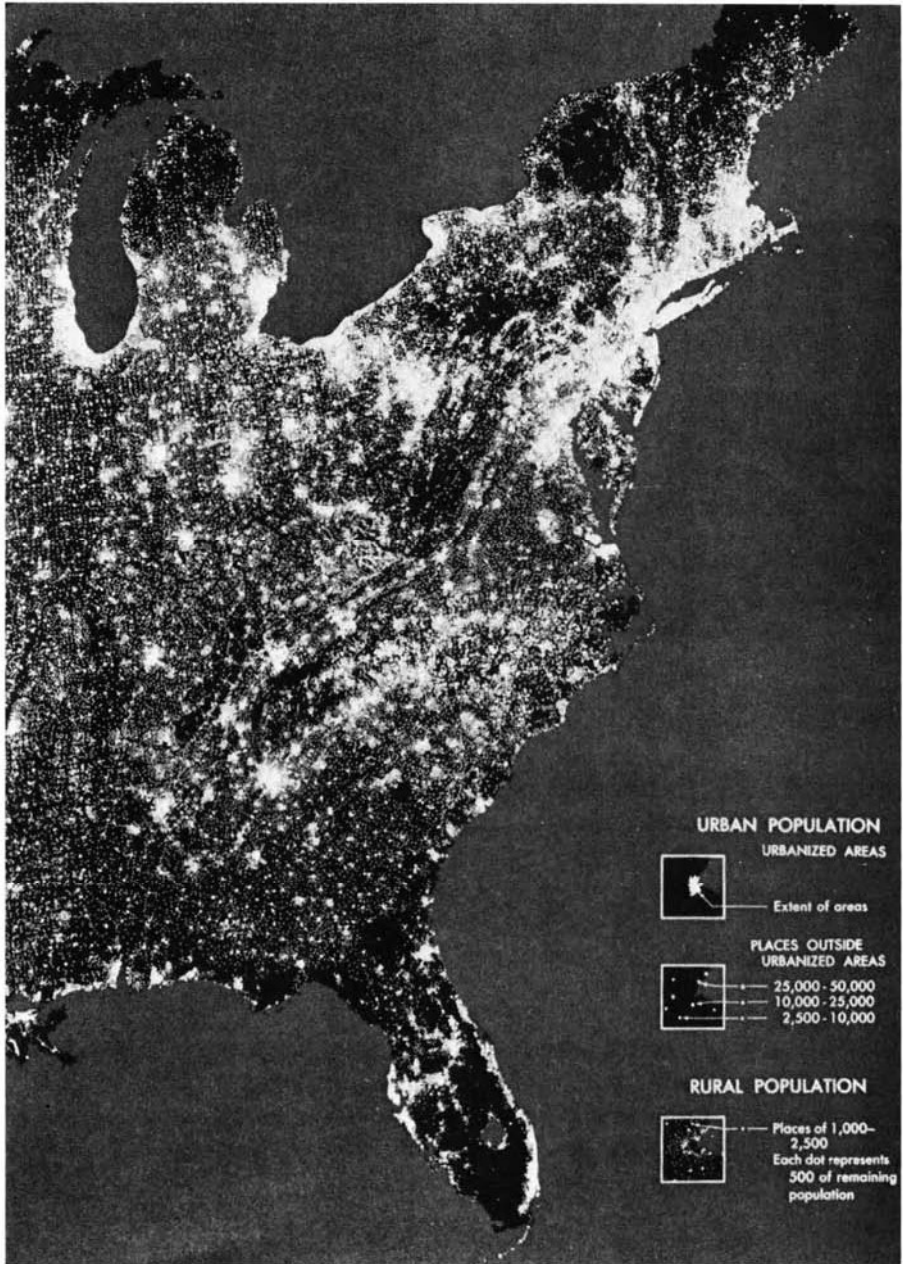 URBAN POPULATION
URBANIZED AREAS
Extent of areas
PLACES OUTSIDE
URBANIZED AREAS
25,000 - 50,000
10,000 - 25,000
2,500 - 10,000
RURAL POPULATION
Places of 1,000–
2,500
Each dot represents
500 of remaining
population